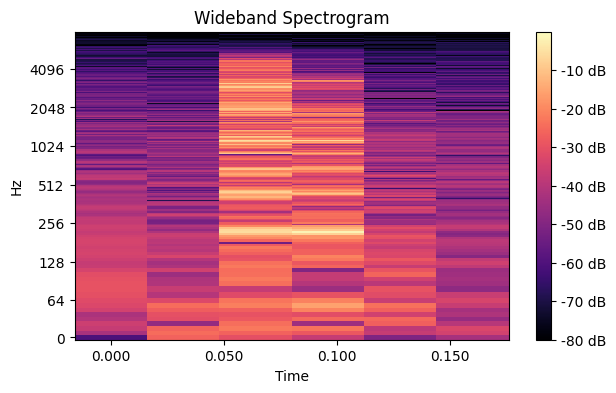 Wideband Spectrogram
Hz
4096
2048
1024
512
256
128
64
0
0.000 0.050 0.100 0.150
Time
-10 dB
-20 dB
-30 dB
-40 dB
-50 dB
-60 dB
-70 dB
-80 dB